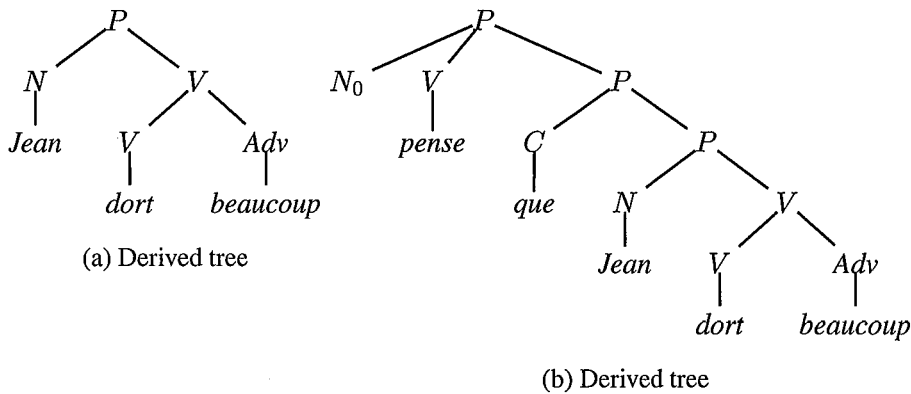 P P
N V N₀ V P
Jean V Adv pense C P
dort beaucoup que N V
(a) Derived tree Jean V Adv
dort beaucoup
(b) Derived tree